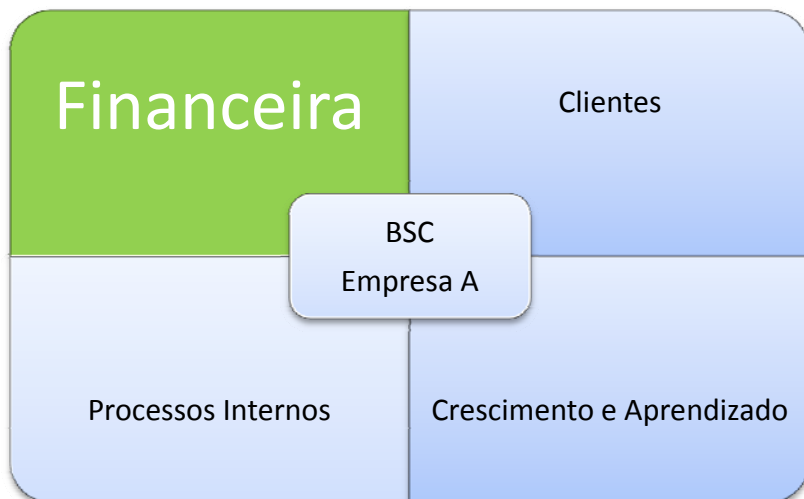 Financeira
Clientes
BSC
Empresa A
Processos Internos
Crescimento e Aprendizado